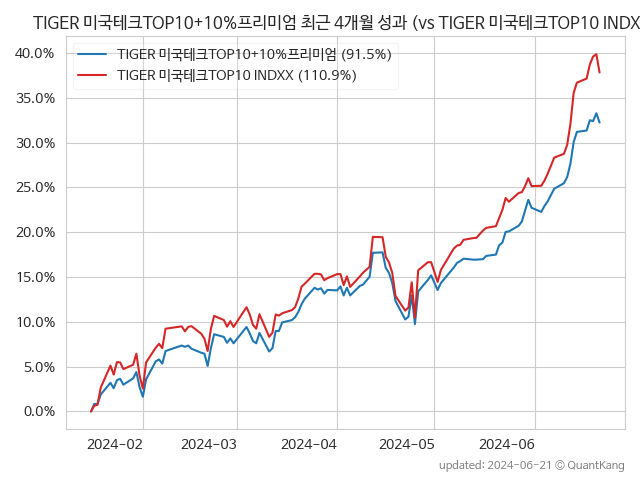 TIGER 미국테크TOP10+10%프리미엄 최근 4개월 성과 (vs TIGER 미국테크TOP10 INDX
40.0%
TIGER 미국테크TOP10+10%프리미엄 (91.5%)
TIGER 미국테크TOP10 INDXX (110.9%)
35.0%
30.0%
25.0%
20.0%
15.0%
10.0%
5.0%
0.0%
2024-02 2024-03 2024-04 2024-05 2024-06
updated: 2024-06-21 © QuantKang